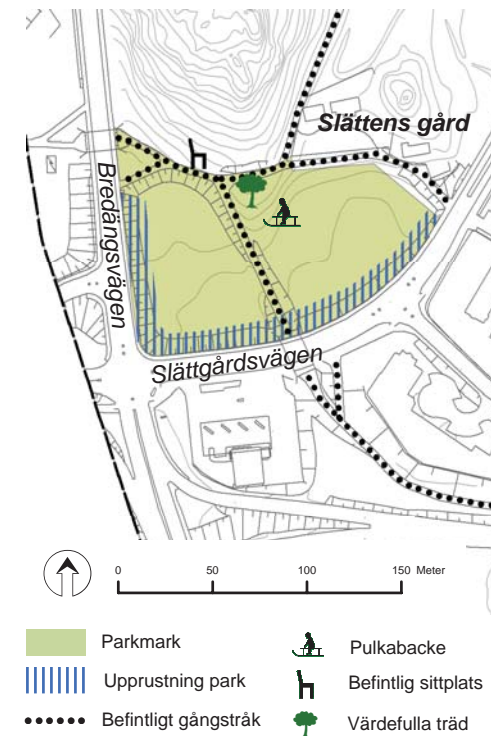 Slättens gård
Bredängsvägen
Slättgårdsvägen
0 50 100 150 Meter
Parkmark
Pulkabacke
Upprustning park
Befintlig sittplats
Befintligt gångstråk
Värdefulla träd